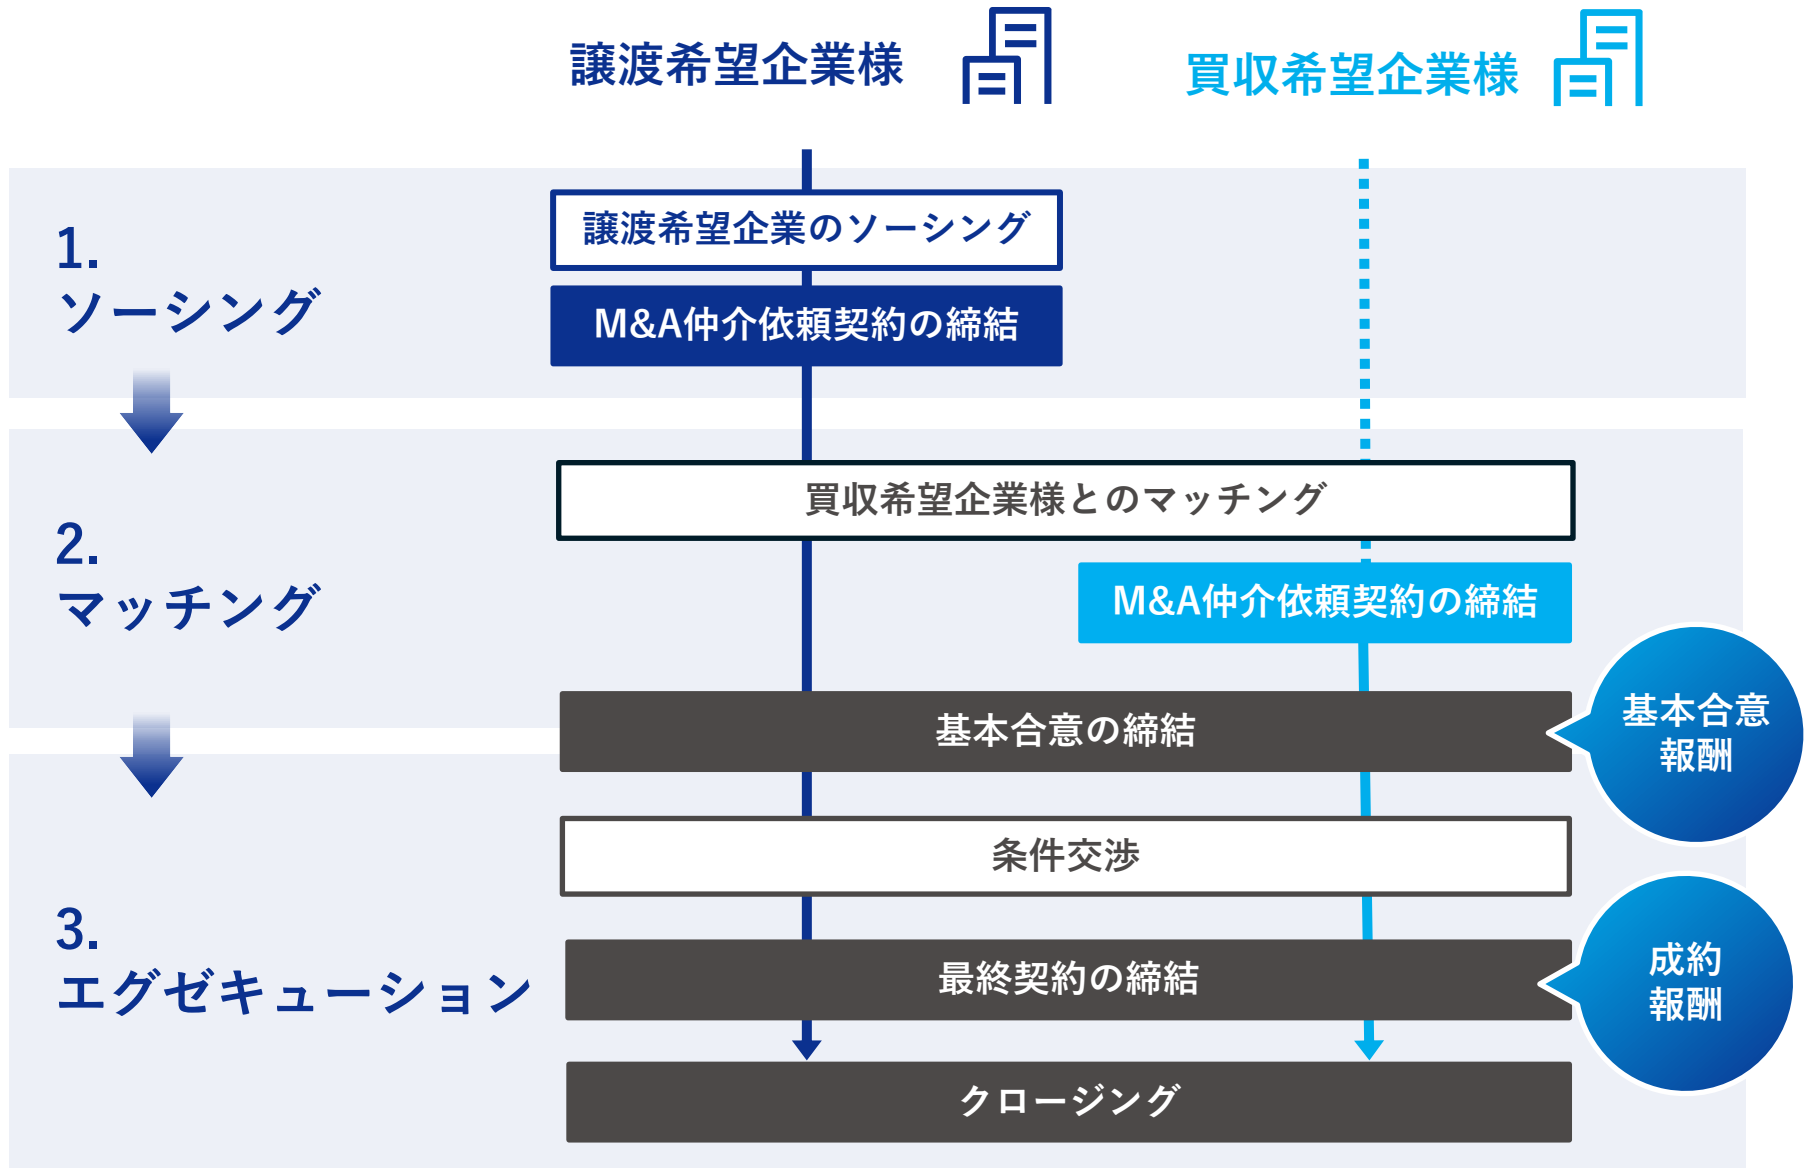 譲渡希望企業様
買収希望企業様
1.
ソーシング
譲渡希望企業のソーシング
M&A仲介依頼契約の締結
2.
マッチング
買収希望企業様とのマッチング
M&A仲介依頼契約の締結
基本合意の締結
基本合意
報酬
3.
エグゼキューション
条件交渉
最終契約の締結
成約
報酬
クロージング